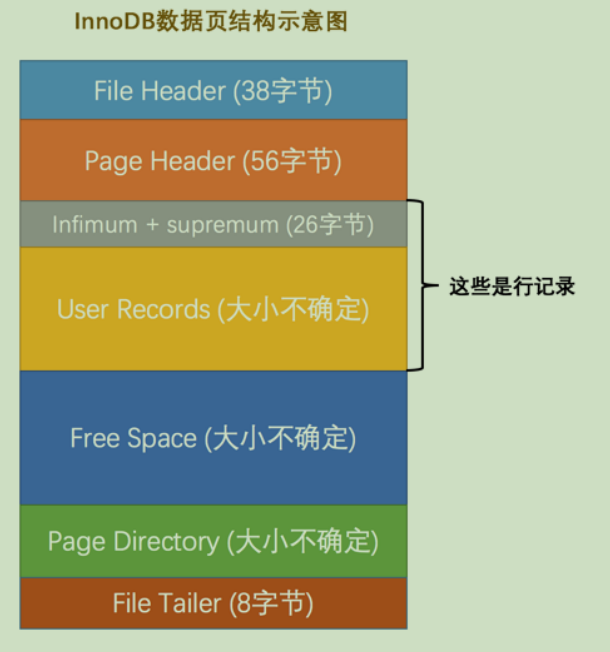 InnoDB数据页结构示意图
File Header (38字节)
Page Header (56字节)
Infimum + supremum (26字节)
这些是行记录
User Records (大小不确定)
Free Space (大小不确定)
Page Directory (大小不确定)
File Tailer (8字节)